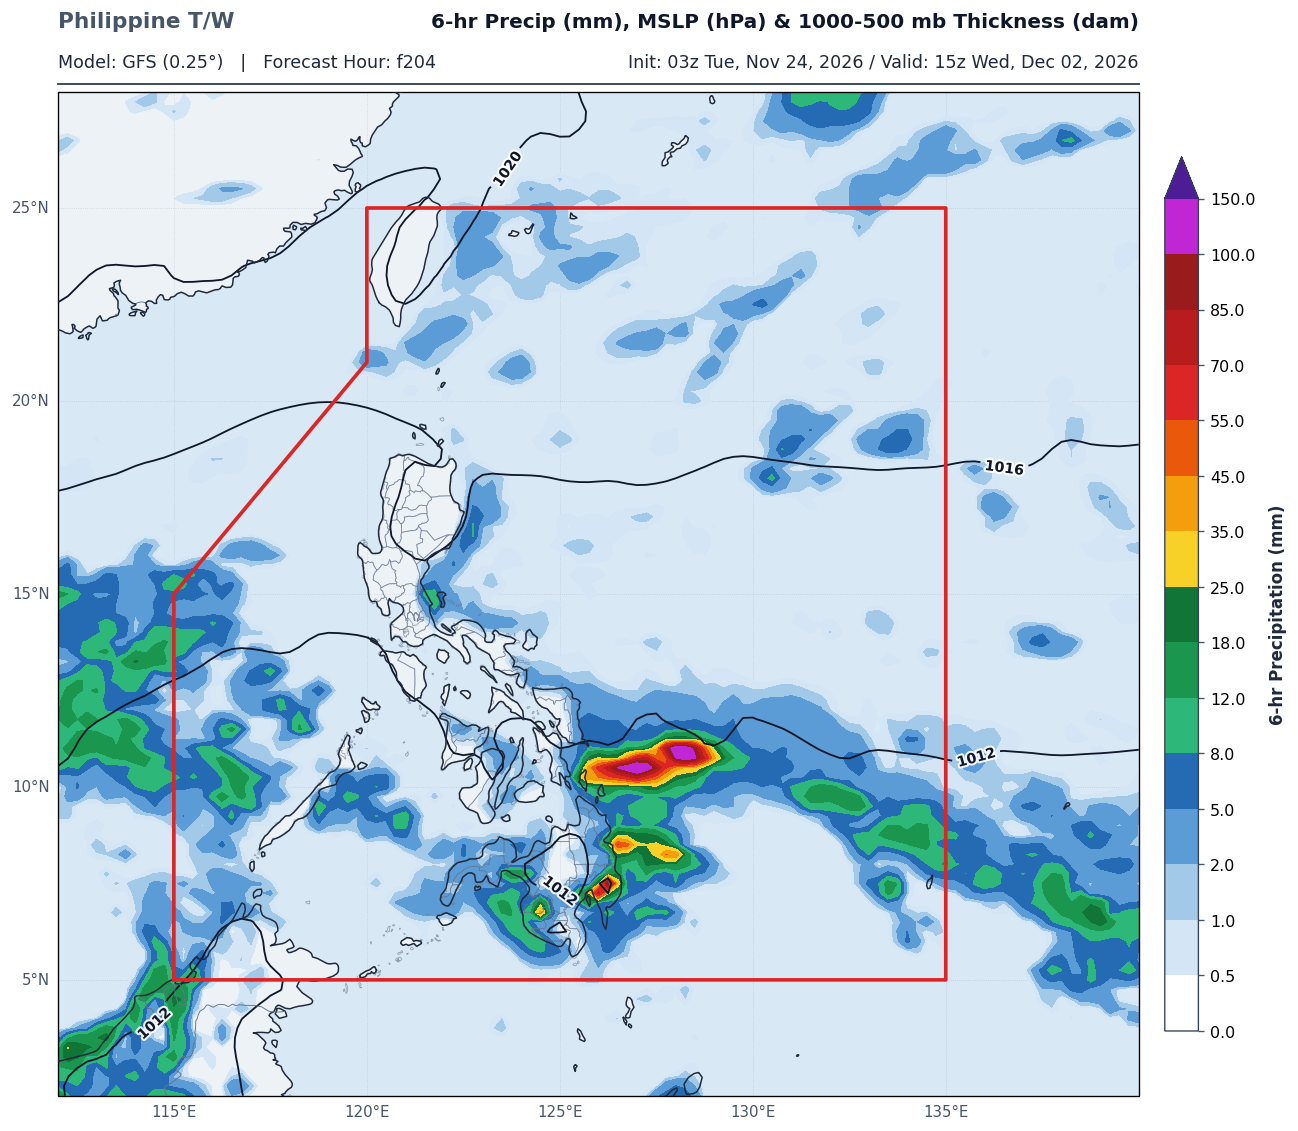 Philippine T/W
6-hr Precip (mm), MSLP (hPa) & 1000-500 mb Thickness (dam)
Model: GFS (0.25°) | Forecast Hour: f204
Init: 03z Tue, Nov 24, 2026 / Valid: 15z Wed, Dec 02, 2026
1020
25°N
20°N
1016
15°N
1012
10°N
1012
5°N
1012
115°E
120°E
125°E
130°E
135°E
150.0
100.0
85.0
70.0
55.0
45.0
35.0
25.0
18.0
12.0
8.0
5.0
2.0
1.0
0.5
0.0
6-hr Precipitation (mm)